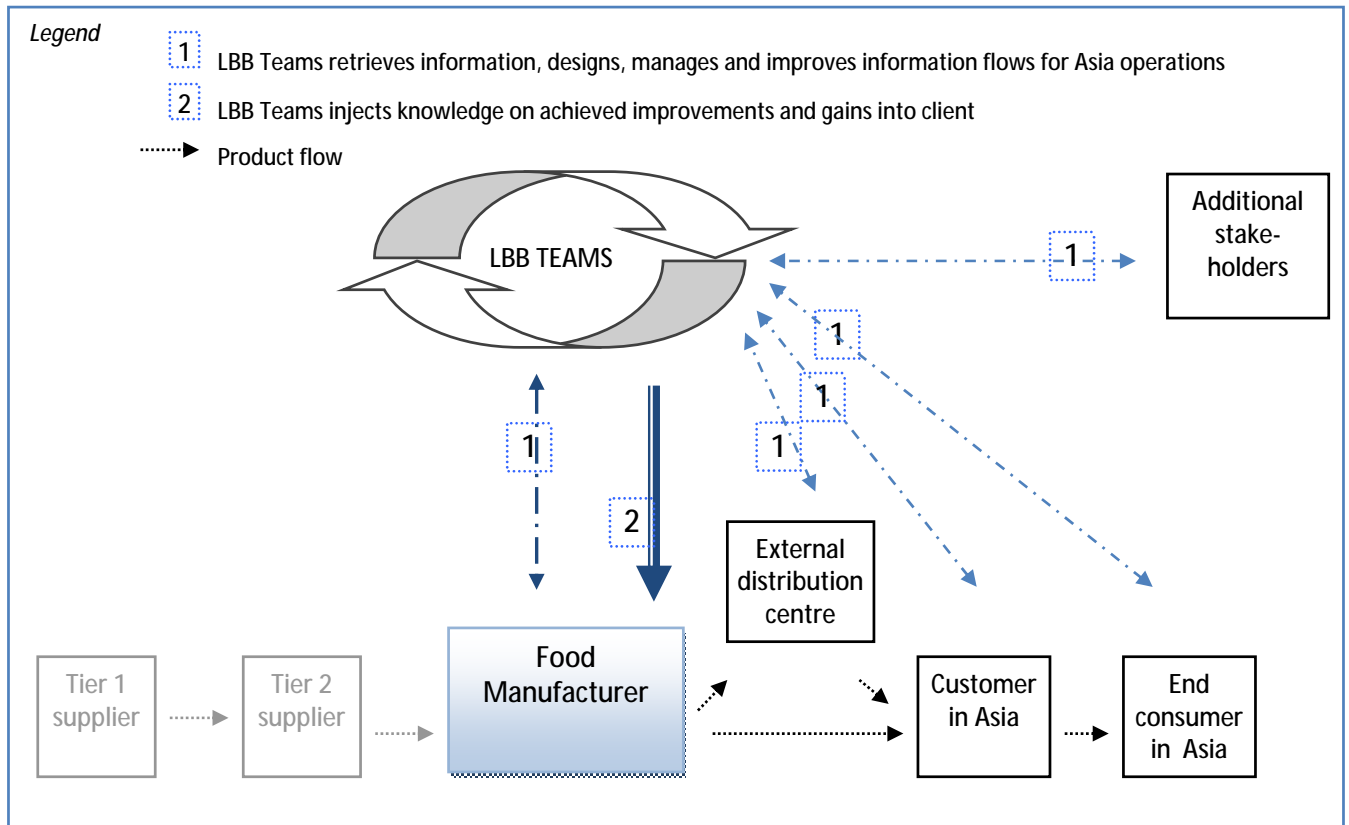 Legend
1 LBB Teams retrieves information, designs, manages and improves information flows for Asia operations
2 LBB Teams injects knowledge on achieved improvements and gains into client
Product flow
LBB TEAMS
Additional
stake-
holders
1
1
1
1
1
2
External
distribution
centre
Tier 1
supplier
Tier 2
supplier
Food
Manufacturer
Customer
in Asia
End
consumer
in Asia